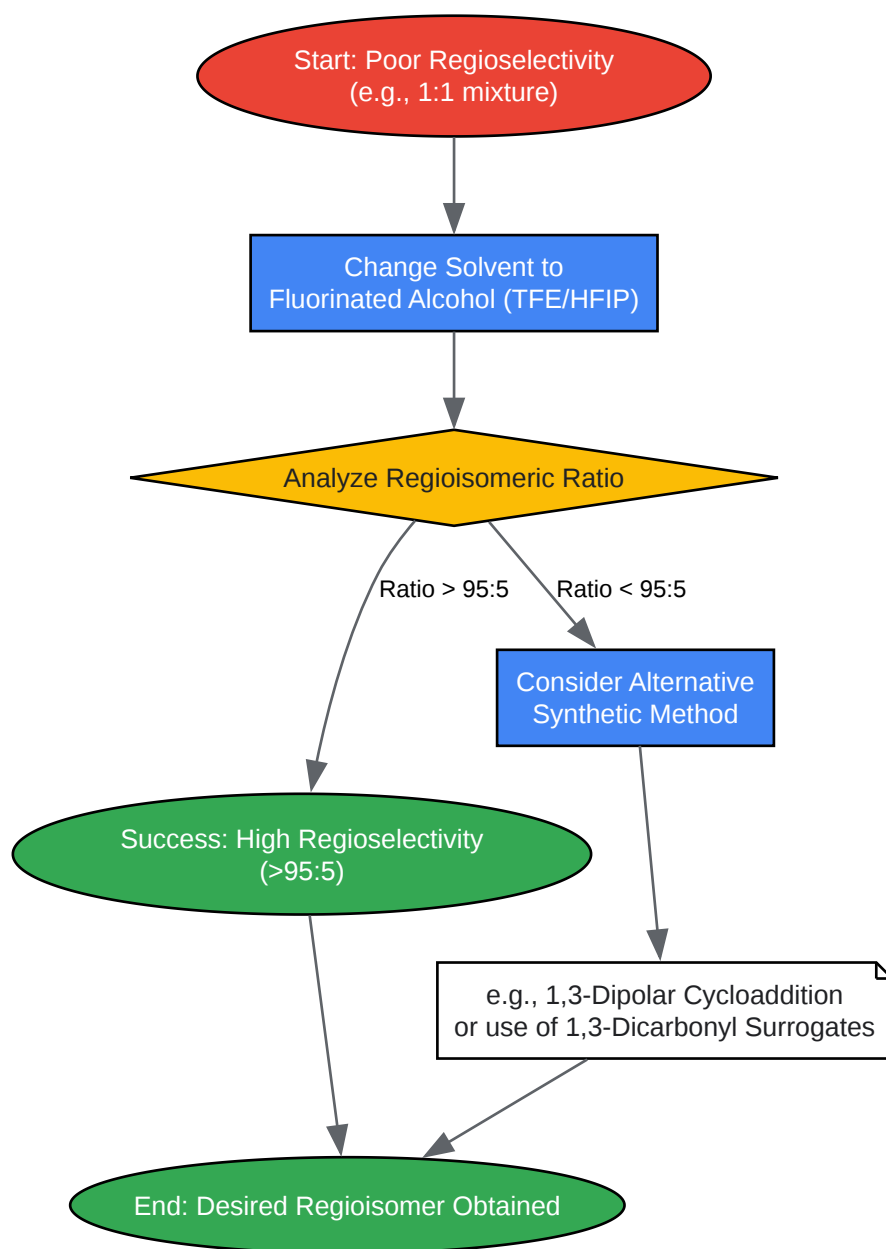 Start: Poor Regioselectivity
(e.g., 1:1 mixture)
Change Solvent to
Fluorinated Alcohol (TFE/HFIP)
Analyze Regioisomeric Ratio
Ratio > 95:5
Ratio < 95:5
Consider Alternative
Synthetic Method
Success: High Regioselectivity
(>95:5)
e.g., 1,3-Dipolar Cycloaddition
or use of 1,3-Dicarbonyl Surrogates
End: Desired Regioisomer Obtained